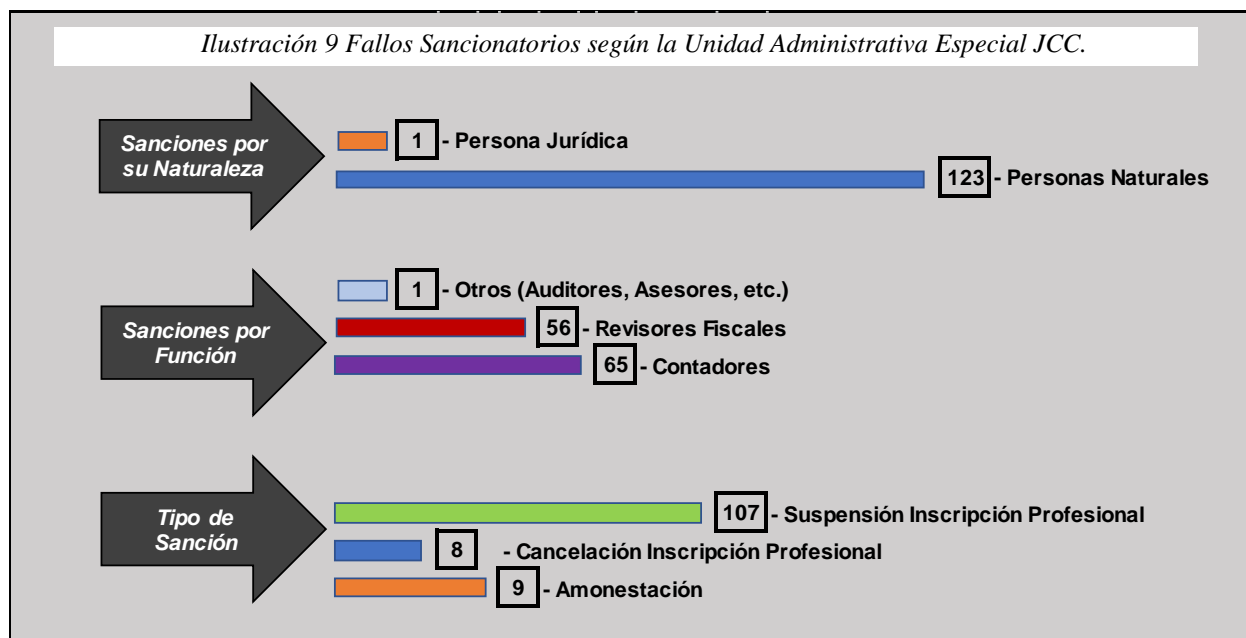 Ilustración 9 Fallos Sancionatorios según la Unidad Administrativa Especial JCC.
Sanciones por
su Naturaleza
1 - Persona Jurídica
123 - Personas Naturales
Sanciones por
Función
1 - Otros (Auditores, Asesores, etc.)
56 - Revisores Fiscales
65 - Contadores
Tipo de
Sanción
107 - Suspensión Inscripción Profesional
8 - Cancelación Inscripción Profesional
9 - Amonestación